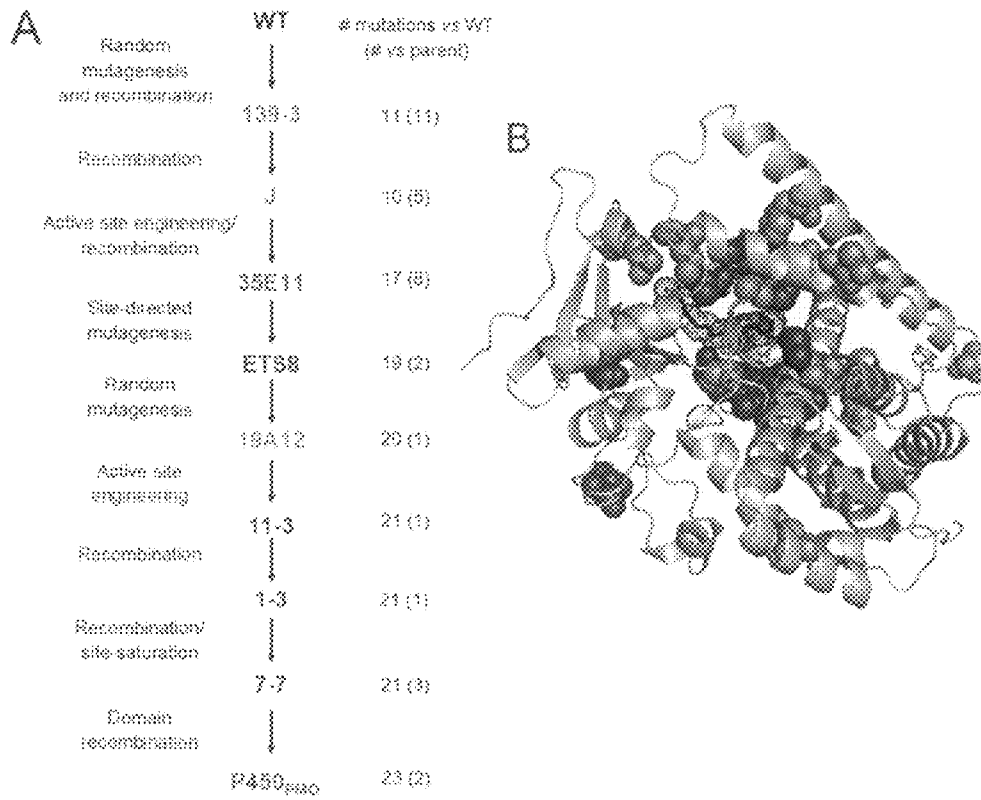 A
WT
# mutations vs WT
(# vs parent)
Random
mutagenesis
and recombination
139-3
11 (11)
Recombination
J
10
Active site engineering/
recombination
35E11
17 (8)
Site-directed
mutagenesis
ETS8
19 (2)
Random
mutagenesis
19A12
20 (1)
Active site
engineering
11-3
21 (1)
Recombination
1-3
21 (1)
Recombination/
site-saturation
7-7
21 (3)
Domain
recombination
P450PMO
23 (2)
B